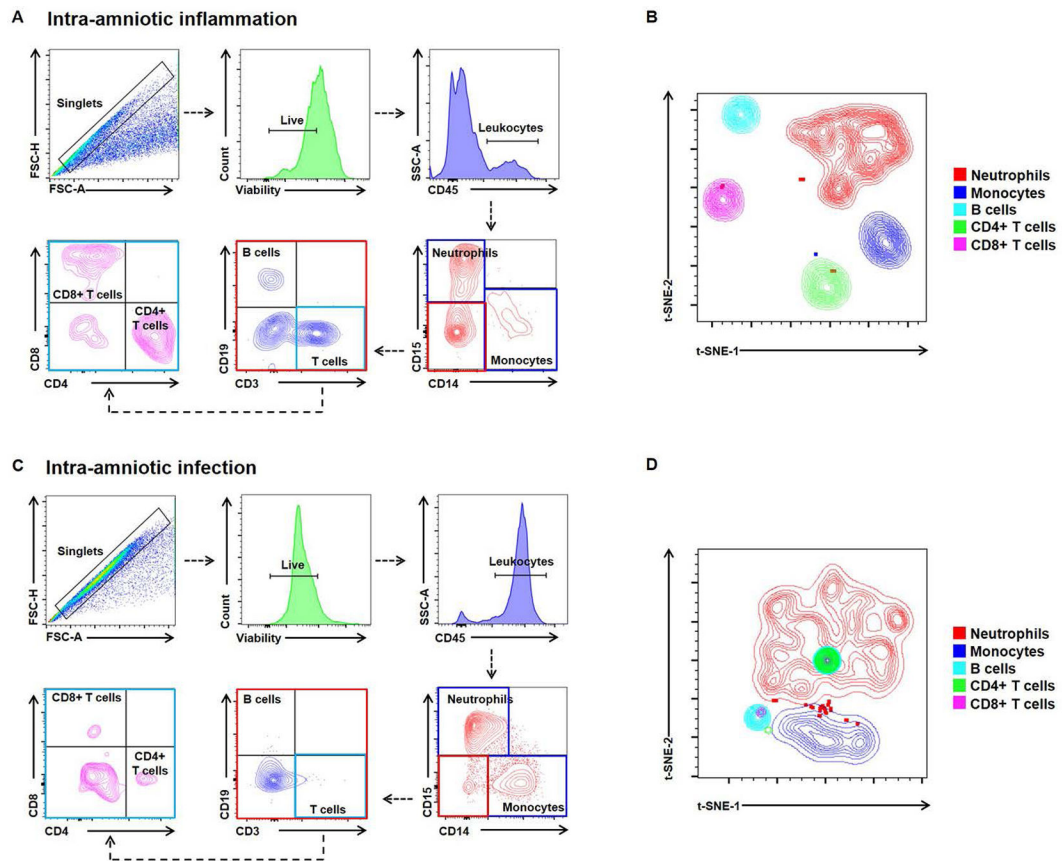 A Intra-amniotic inflammation
Singlets
FSC-H
FSC-A
Live
Count
Viability
Leukocytes
SSC-A
CD45
CD8+ T cells
CD4+
T cells
CD8
CD4
B cells
T cells
CD19
CD3
Neutrophils
Monocytes
CD15
CD14
B
t-SNE-2
t-SNE-1
Neutrophils
Monocytes
B cells
CD4+ T cells
CD8+ T cells
C Intra-amniotic infection
Singlets
FSC-H
FSC-A
Live
Count
Viability
Leukocytes
SSC-A
CD45
CD8+ T cells
CD4+
T cells
CD8
CD4
B cells
T cells
CD19
CD3
Neutrophils
Monocytes
CD15
CD14
D
t-SNE-2
t-SNE-1
Neutrophils
Monocytes
B cells
CD4+ T cells
CD8+ T cells